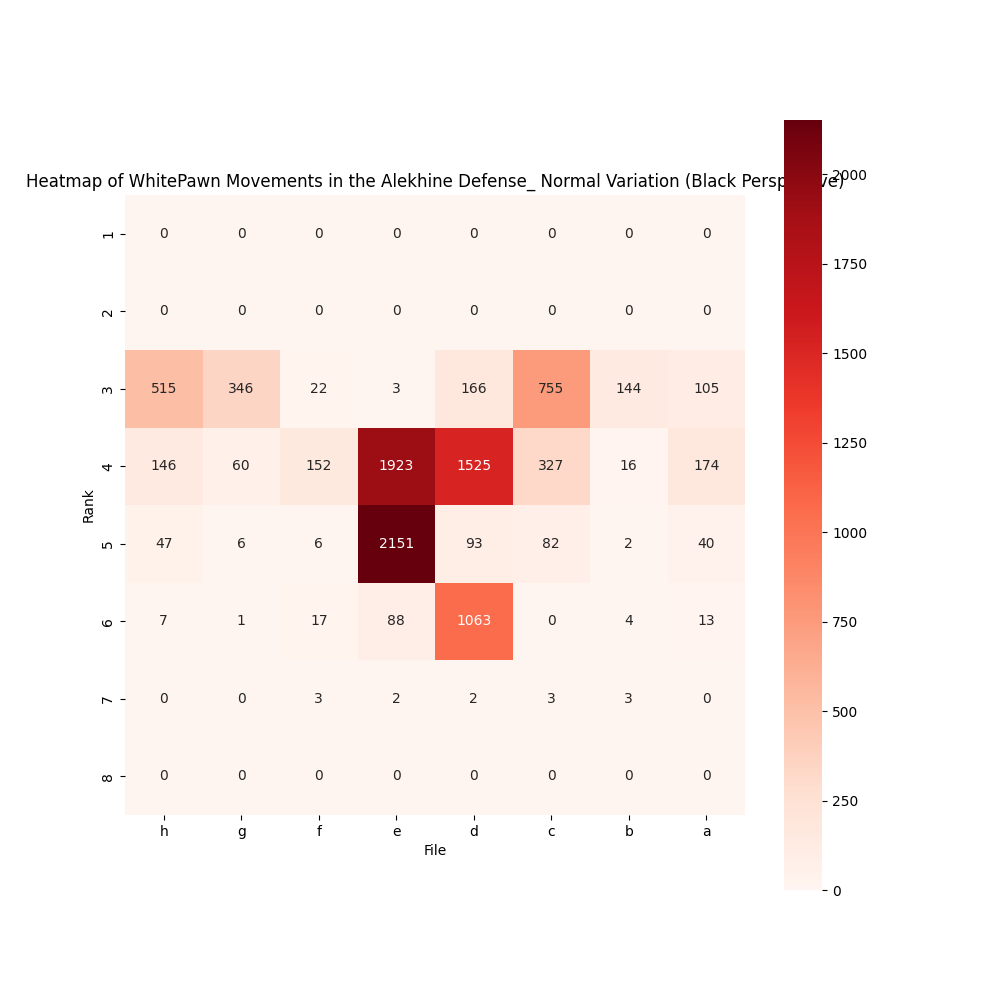 Heatmap of WhitePawn Movements in the Alekhine Defense_ Normal Variation (Black Perspective)
2000
1 0 0 0 0 0 0 0 0
1750
2 0 0 0 0 0 0 0 0
1500
3 515 346 22 3 166 755 144 105
1250
4 146 60 152 1923 1525 327 16 174
Rank
1000
5 47 6 6 2151 93 82 2 40
750
6 7 1 17 88 1063 0 4 13
7 0 0 3 2 2 3 3 0
500
8 0 0 0 0 0 0 0 0
250
h g f e d c b a
File
0